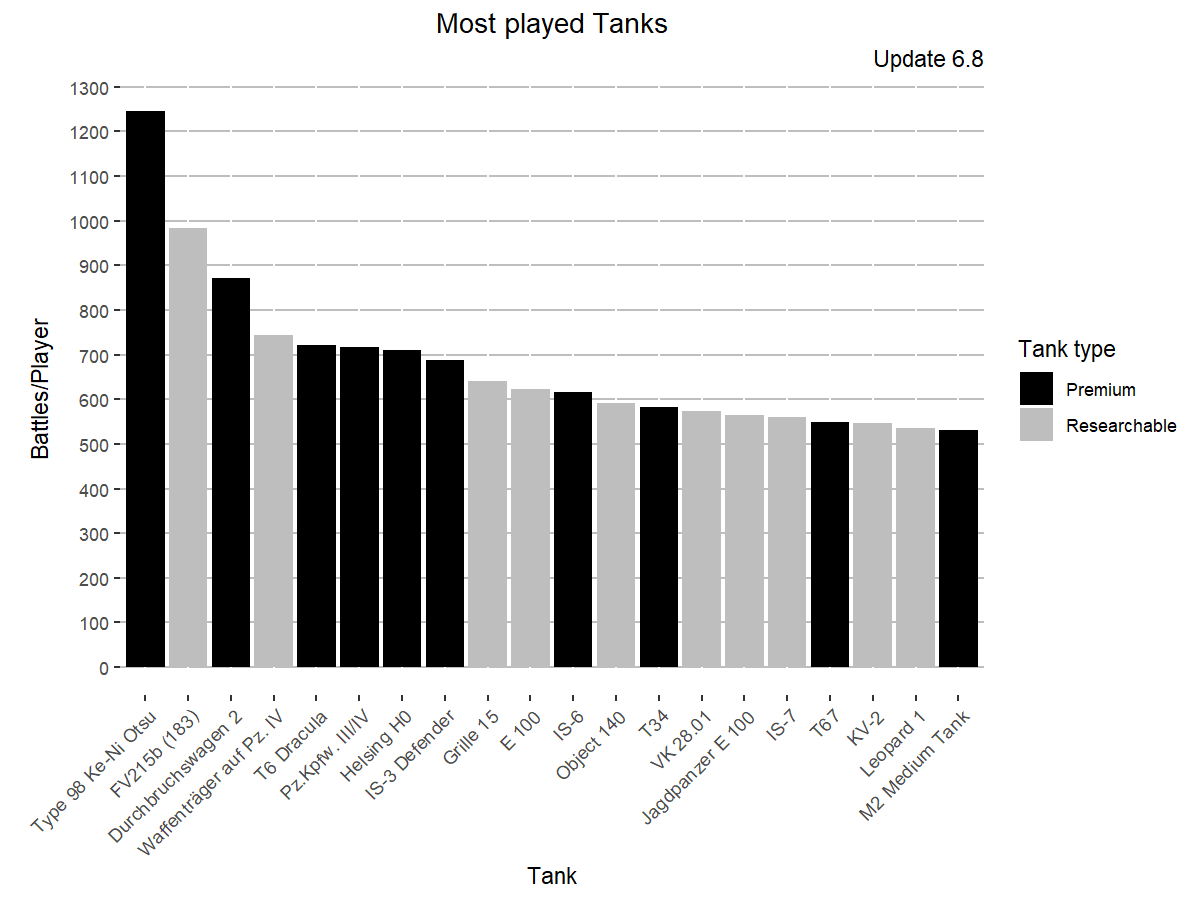 Most played Tanks
Update 6.8
Battles/Player
1300
1200
1100
1000
900
800
700
600
500
400
300
200
100
0
Type 98 Ke-Ni Otsu
FV215b (183)
Durchbruchswagen 2
Waffenträger auf Pz. IV
T6 Dracula
Pz.Kpfw. III/IV
Helsing H0
IS-3 Defender
Grille 15
E 100
IS-6
Object 140
T34
VK 28.01
Jagdpanzer E 100
IS-7
T67
KV-2
Leopard 1
M2 Medium Tank
Tank
Tank type
Premium
Researchable